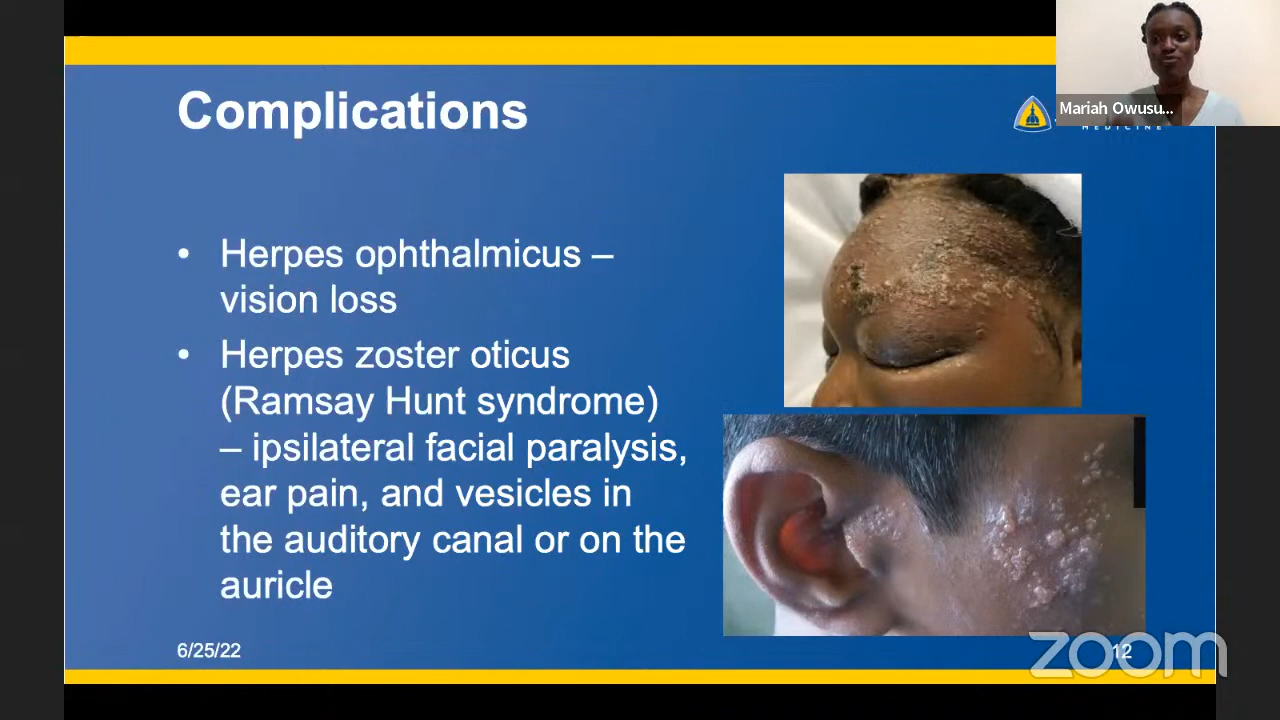 Complications
Mariah Owusu...
MEDICINE
• Herpes ophthalmicus –
vision loss
• Herpes zoster oticus
(Ramsay Hunt syndrome)
– ipsilateral facial paralysis,
ear pain, and vesicles in
the auditory canal or on the
auricle
6/25/22
12
zoom